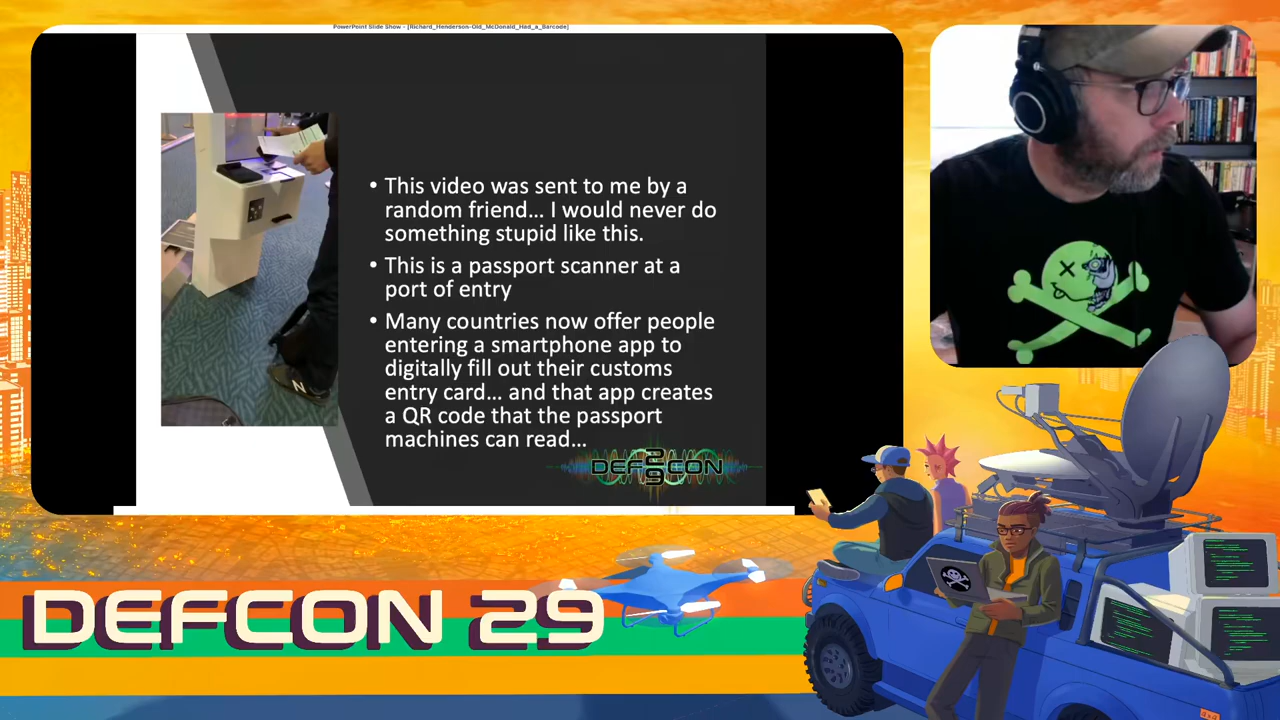 PowerPoint Slide Show - [Richard_Henderson-Old_McDonald_Had_a_Barcode]
• This video was sent to me by a
random friend... I would never do
something stupid like this.
• This is a passport scanner at a
port of entry
• Many countries now offer people
entering a smartphone app to
digitally fill out their customs
entry card... and that app creates
a QR code that the passport
machines can read...
DEF CON
29
DEFCON 29
N
4x4